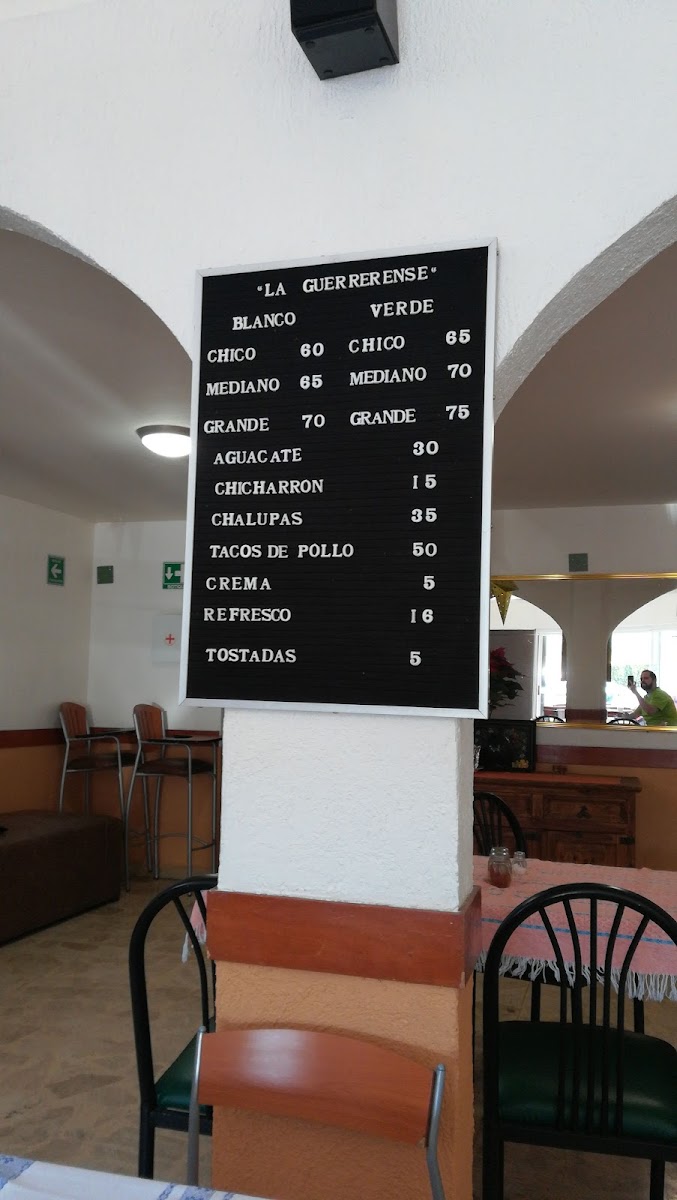 "LA GUERRERENSE"
BLANCO VERDE
CHICO 60 CHICO 65
MEDIANO 65 MEDIANO 70
GRANDE 70 GRANDE 75
AGUACATE 30
CHICHARRON 15
CHALUPAS 35
TACOS DE POLLO 50
CREMA 5
REFRESCO 16
TOSTADAS 5